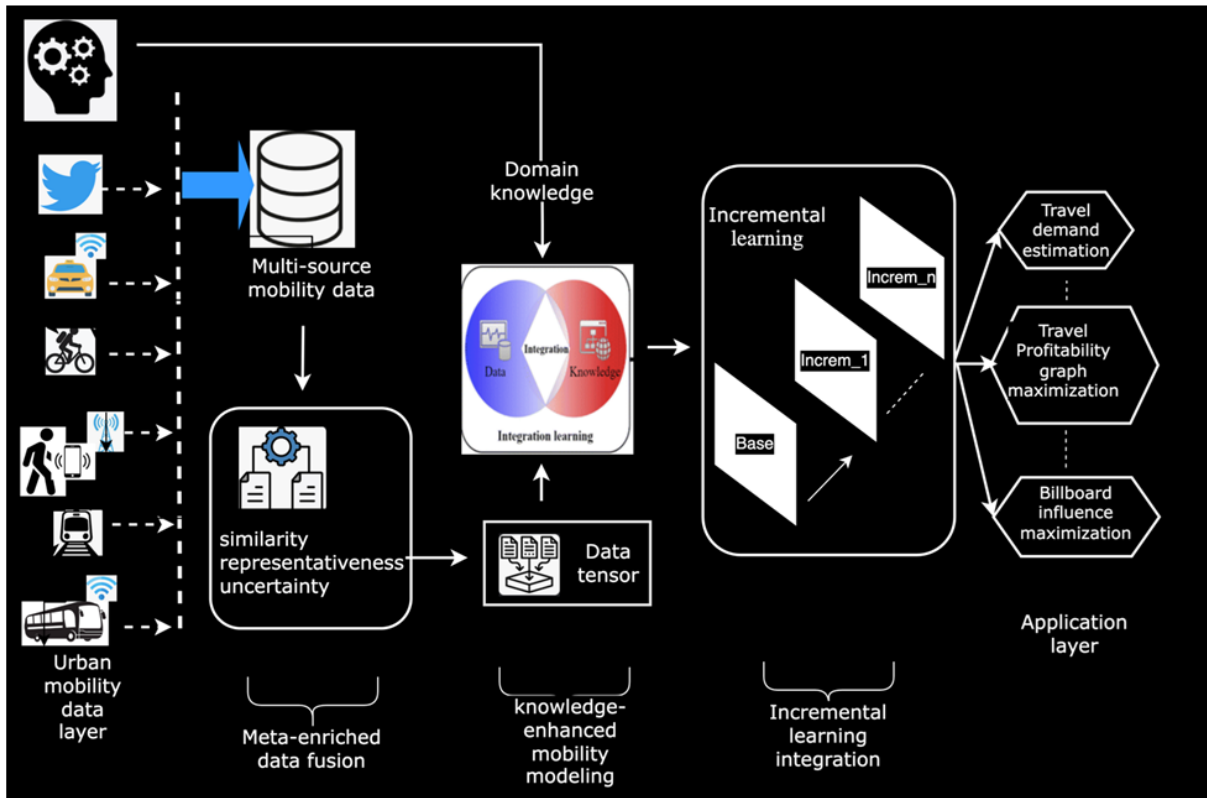 Domain
knowledge
Multi-source
mobility data
Data
Integration
Knowledge
Integration learning
similarity
representativeness
uncertainty
Data
tensor
Incremental
learning
Base
Increm_1
Increm_n
Travel
demand
estimation
Travel
Profitability
graph
maximization
Billboard
influence
maximization
Urban
mobility
data
layer
Meta-enriched
data fusion
knowledge-
enhanced
mobility
modeling
Incremental
learning
integration
Application
layer